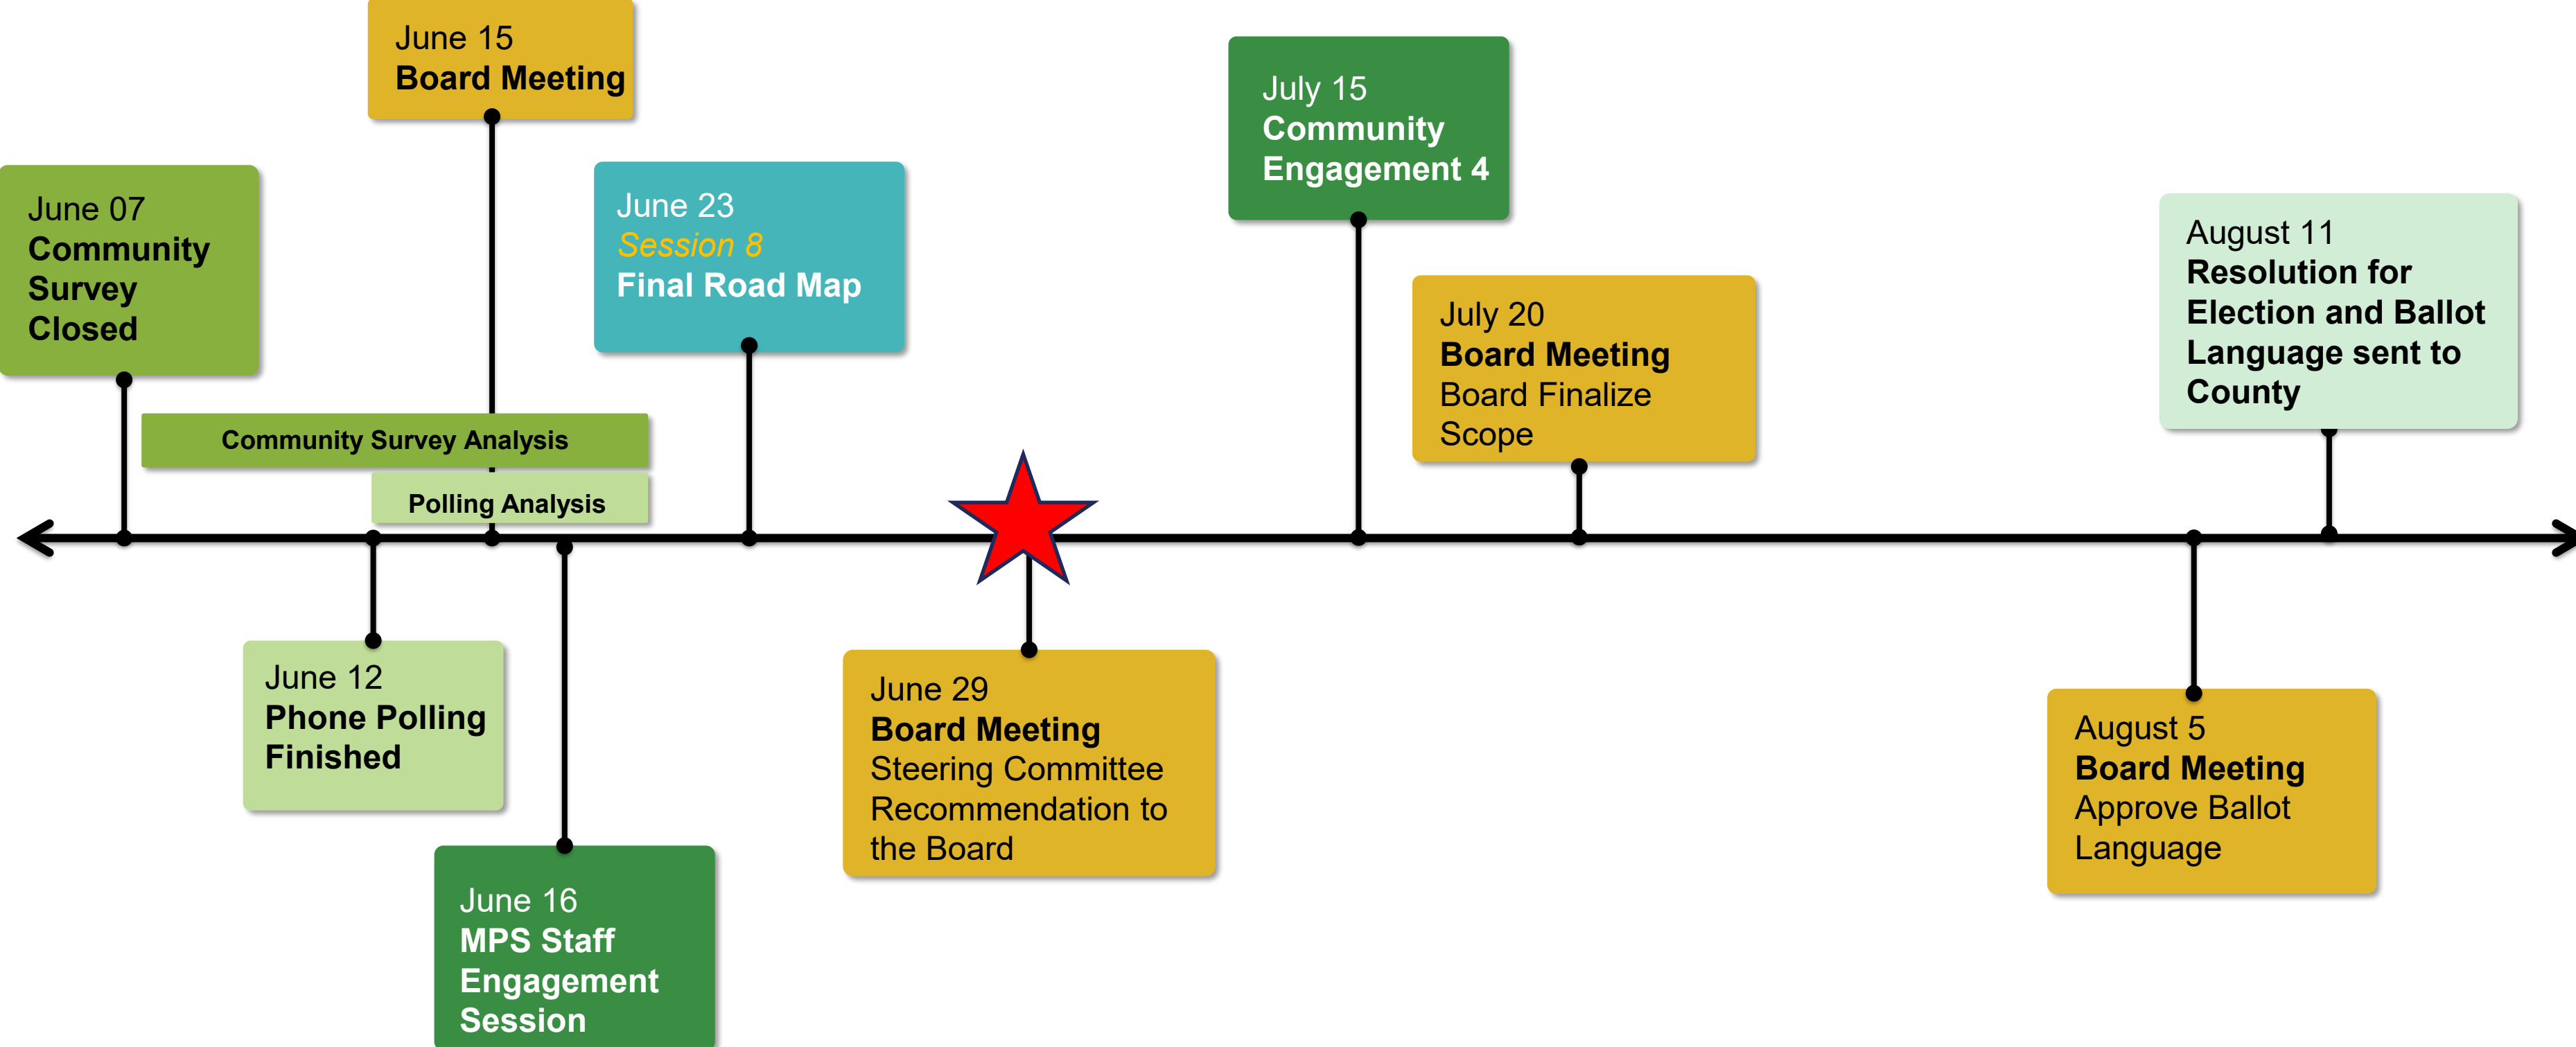 June 15
Board Meeting
June 07
Community
Survey
Closed
June 23
Session 8
Final Road Map
July 15
Community
Engagement 4
July 20
Board Meeting
Board Finalize
Scope
August 11
Resolution for
Election and Ballot
Language sent to
County
Community Survey Analysis
Polling Analysis
June 12
Phone Polling
Finished
June 16
MPS Staff
Engagement
Session
June 29
Board Meeting
Steering Committee
Recommendation to
the Board
August 5
Board Meeting
Approve Ballot
Language